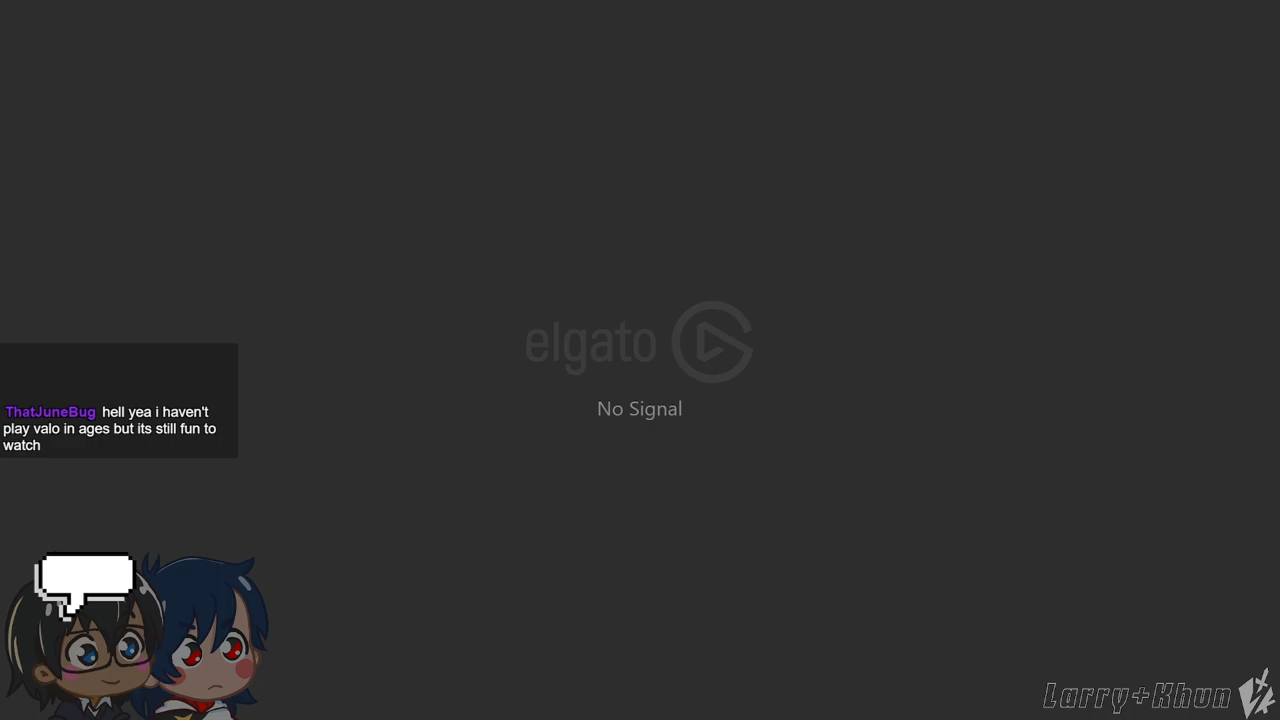 elgato
No Signal
ThatJuneBug hell yea i haven't
play valo in ages but its still fun to
watch
Larry+Khun